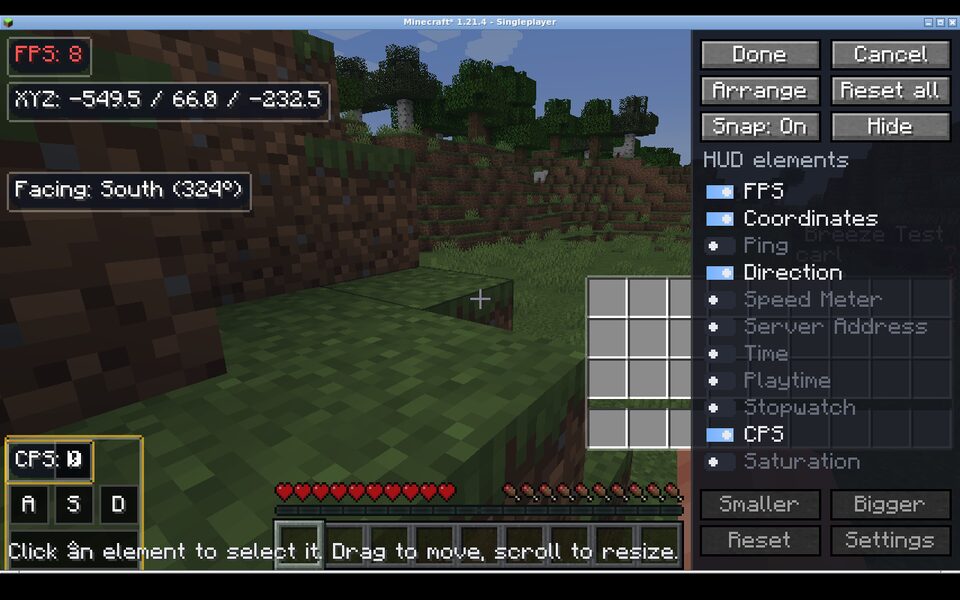 Minecraft* 1.21.4 - Singleplayer
FPS: 8
XYZ: -549.5 / 66.0 / -232.5
Facing: South (324°)
Done
Cancel
Arrange
Reset all
Snap: On
Hide
HUD elements
FPS
Coordinates
Ping
Breeze Test
carl
Direction
Speed Meter
Server Address
Time
Playtime
Stopwatch
CPS
Saturation
CPS:
A S D
Click an element to select it. Drag to move, scroll to resize.
Smaller
Bigger
Reset
Settings